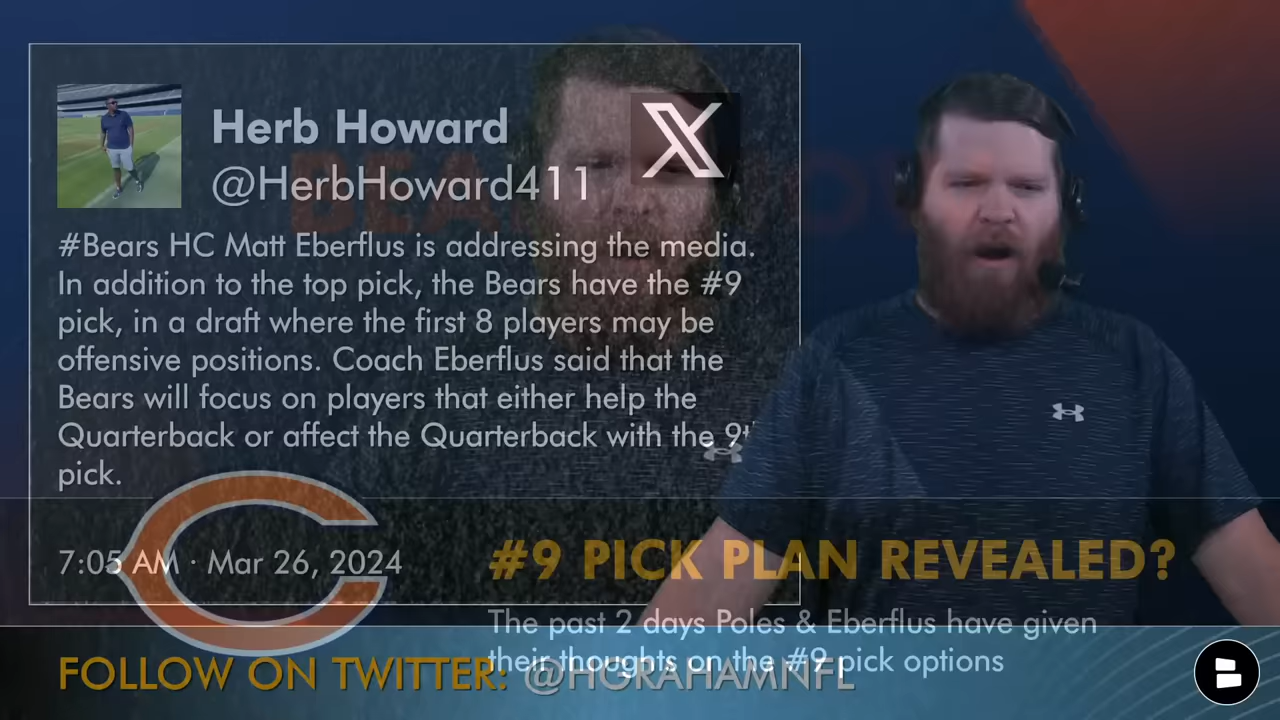 Herb Howard
@HerbHoward411
#Bears HC Matt Eberflus is addressing the media.
In addition to the top pick, the Bears have the #9
pick, in a draft where the first 8 players may be
offensive positions. Coach Eberflus said that the
Bears will focus on players that either help the
Quarterback or affect the Quarterback with the 9th
pick.
7:05 AM · Mar 26, 2024
#9 PICK PLAN REVEALED?
The past 2 days Poles & Eberflus have given
their thoughts on the #9 pick options
FOLLOW ON TWITTER: @HGRAHAMNFL